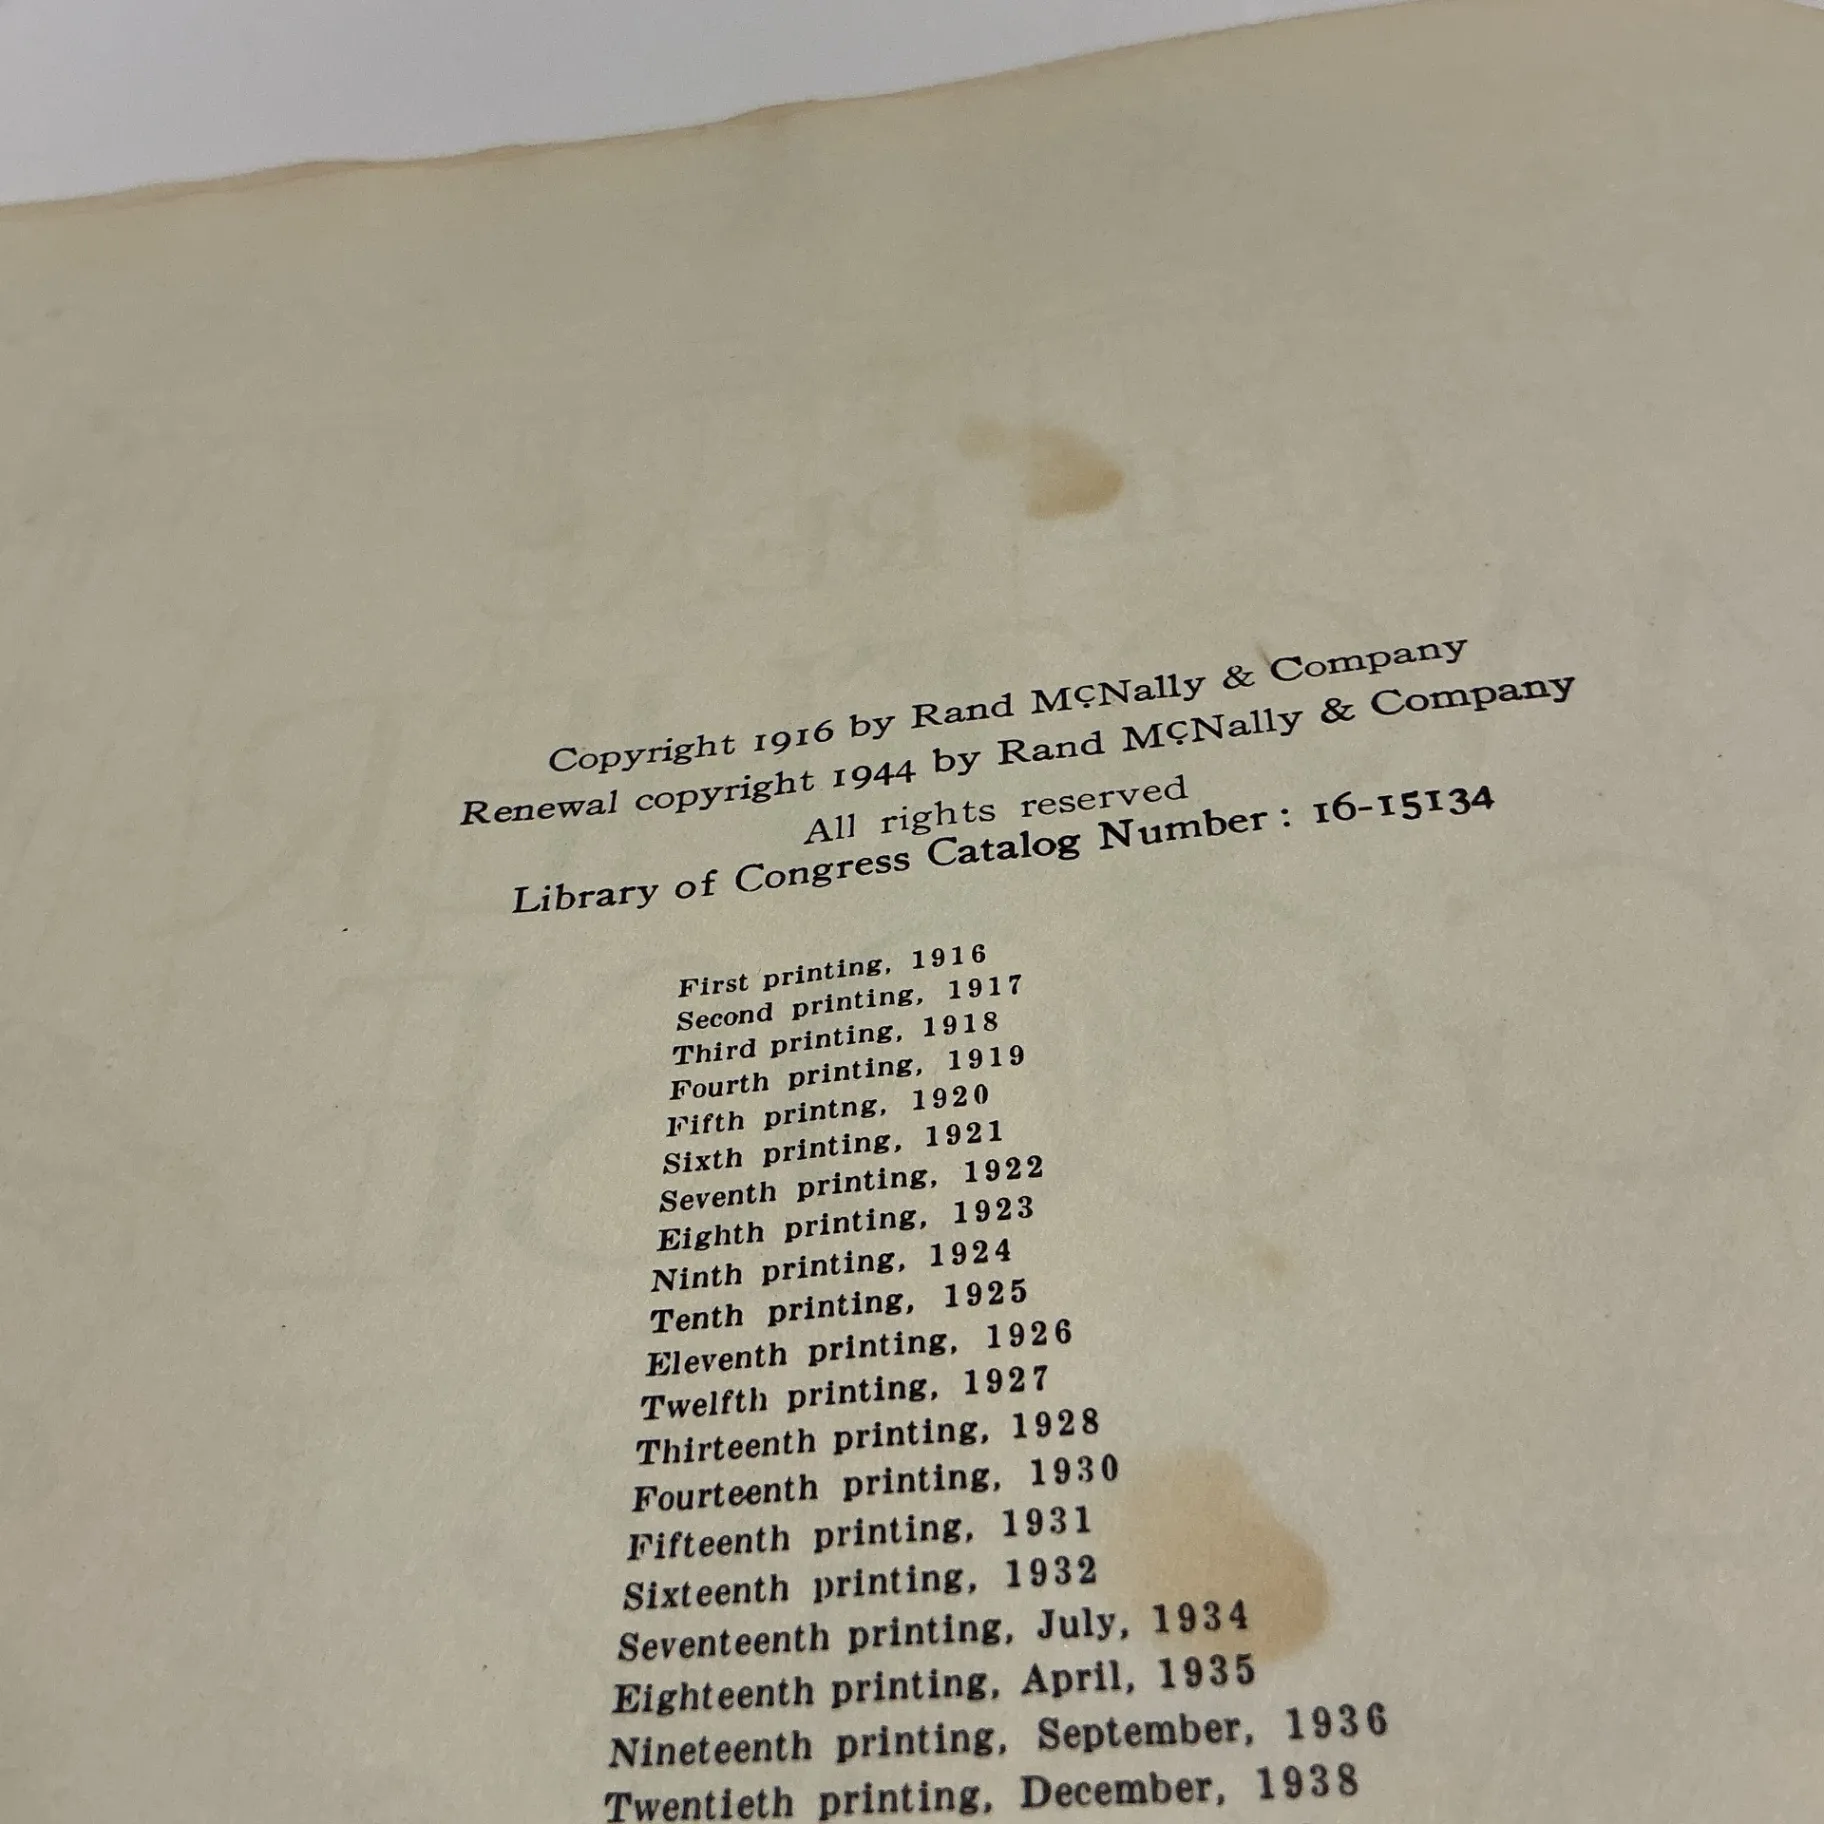 Copyright 1916 by Rand McNally & Company
Renewal copyright 1944 by Rand McNally & Company
All rights reserved
Library of Congress Catalog Number: 16-15134
First printing, 1916
Second printing, 1917
Third printing, 1918
Fourth printing, 1919
Fifth printng, 1920
Sixth printing, 1921
Seventh printing, 1922
Eighth printing, 1923
Ninth printing, 1924
Tenth printing, 1925
Eleventh printing, 1926
Twelfth printing, 1927
Thirteenth printing, 1928
Fourteenth printing, 1930
Fifteenth printing, 1931
Sixteenth printing, 1932
Seventeenth printing, July, 1934
Eighteenth printing, April, 1935
Nineteenth printing, September, 1936
Twentieth printing, December, 1938